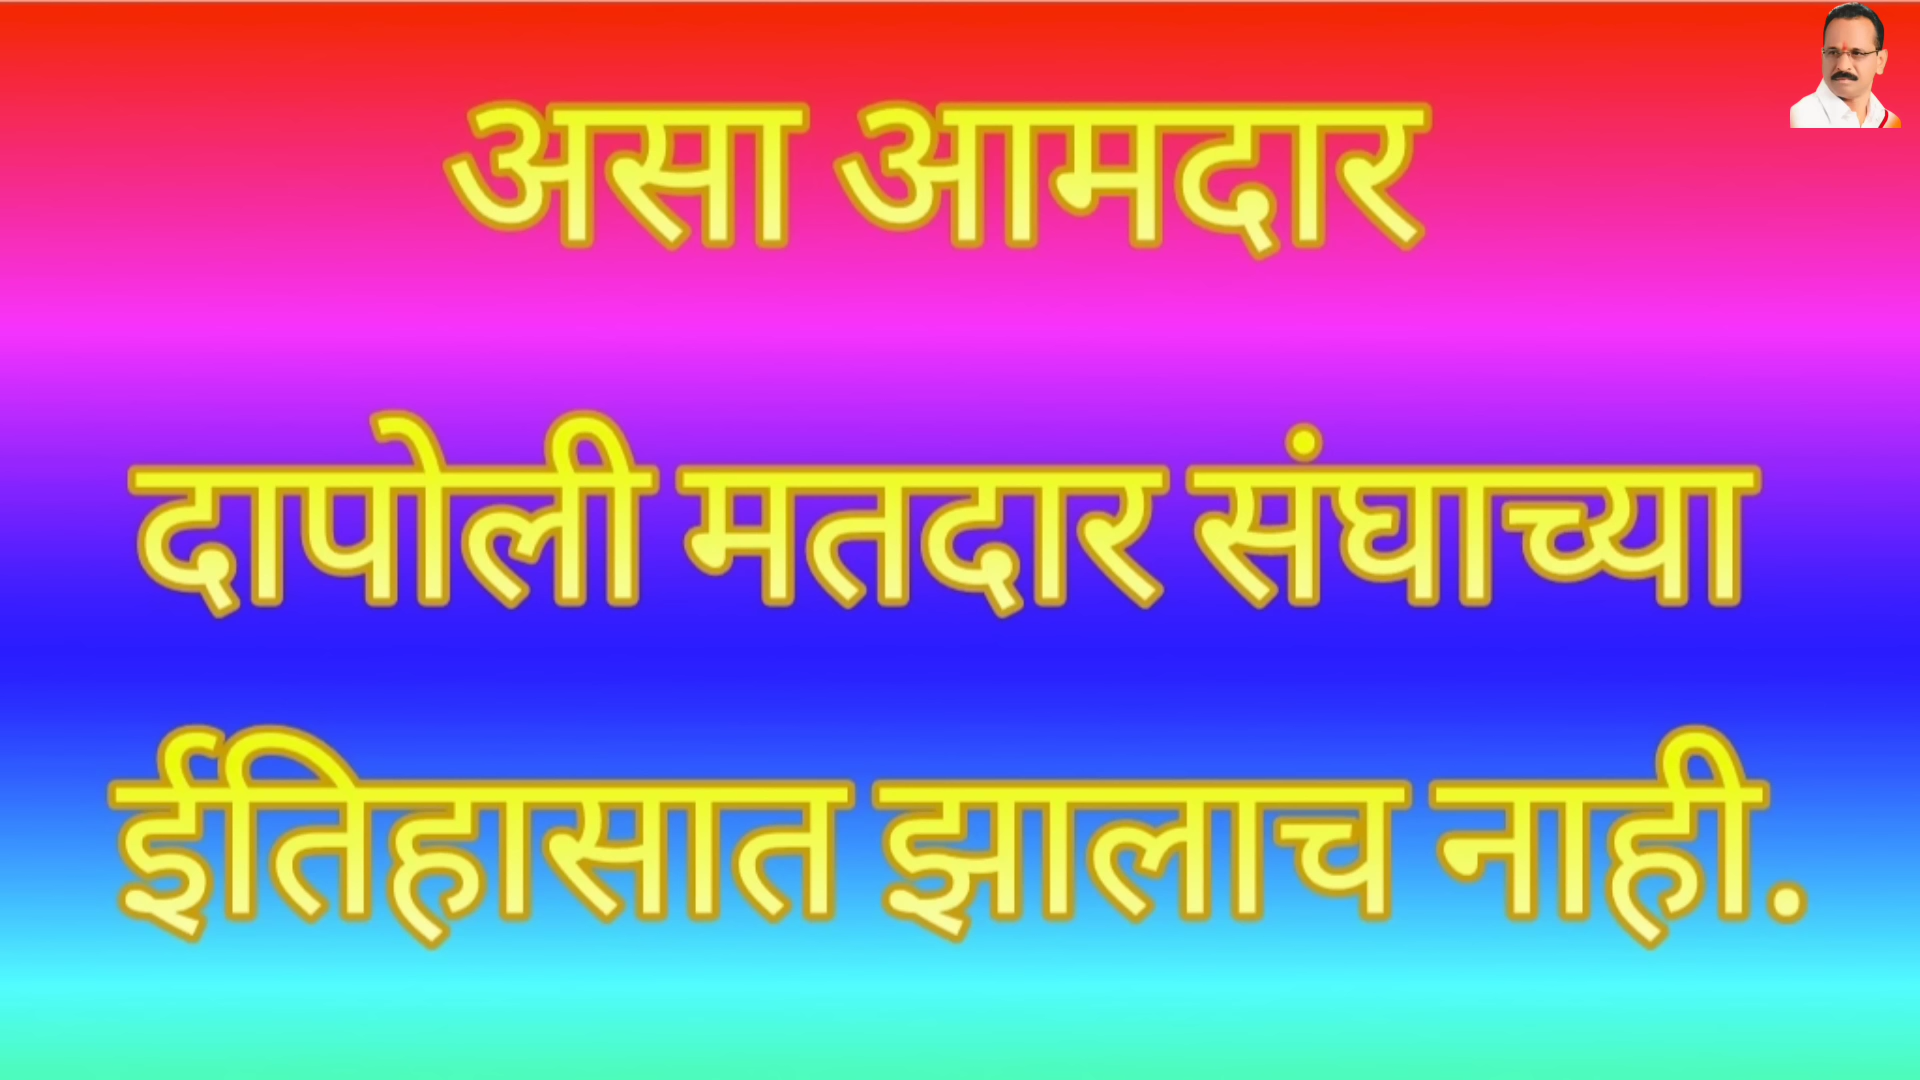 असा आमदार
दापोली मतदार संघाच्या
ईतिहासात झालाच नाही.